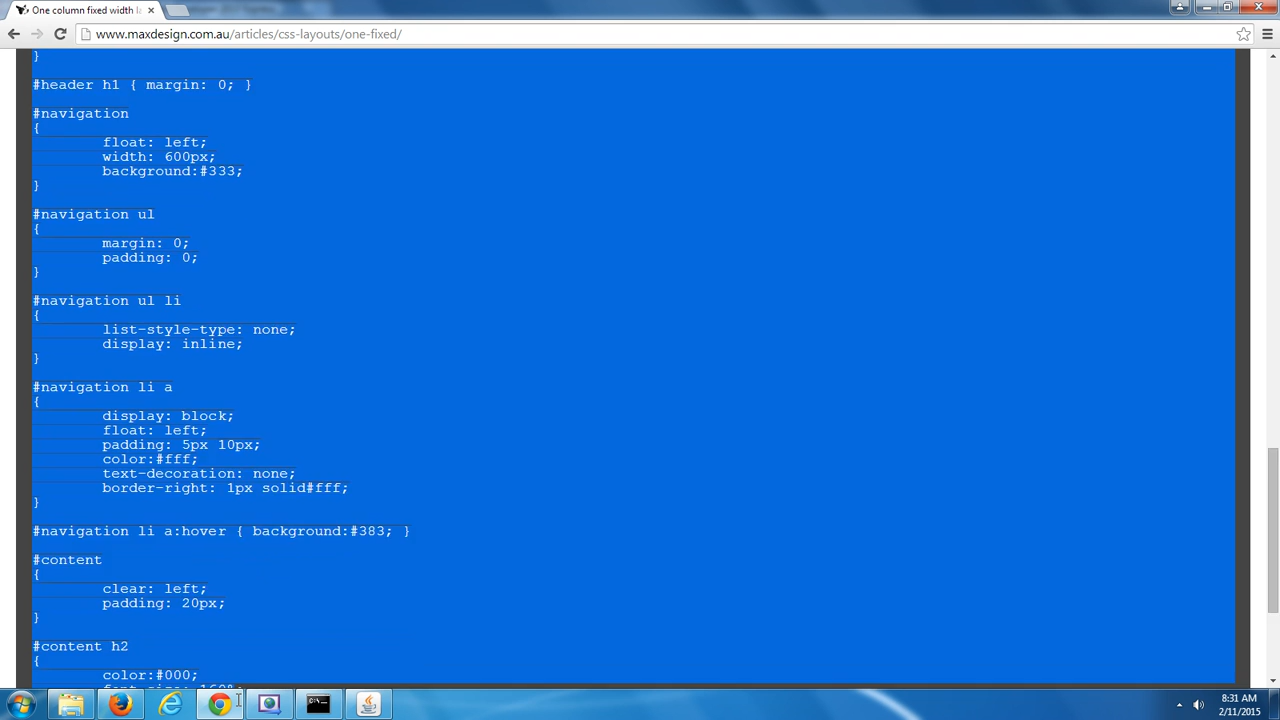 One column fixed width l
www.maxdesign.com.au/articles/css-layouts/one-fixed/
}
#header h1 { margin: 0; }
#navigation
{
float: left;
width: 600px;
background:#333;
}
#navigation ul
{
margin: 0;
padding: 0;
}
#navigation ul li
{
list-style-type: none;
display: inline;
}
#navigation li a
{
display: block;
float: left;
padding: 5px 10px;
color:#fff;
text-decoration: none;
border-right: 1px solid#fff;
}
#navigation li a:hover { background:#383; }
#content
{
clear: left;
padding: 20px;
}
#content h2
{
color:#000;
font-size: 160%;
8:31 AM
2/11/2015